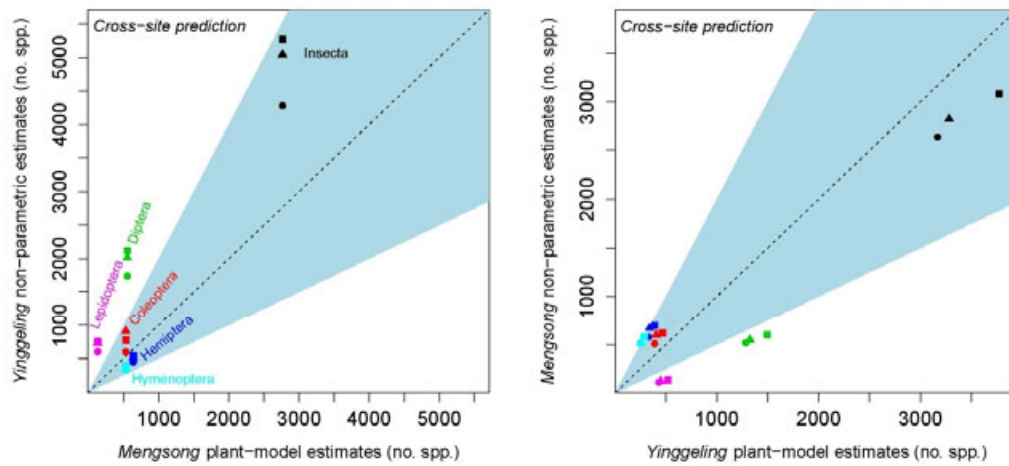 Cross-site prediction
Insecta
Diptera
Lepidoptera
Coleoptera
Hemiptera
Hymenoptera
Yinggeling non-parametric estimates (no. spp.)
1000 2000 3000 4000 5000
1000 2000 3000 4000 5000
Mengsong plant-model estimates (no. spp.)
Cross-site prediction
Mengsong non-parametric estimates (no. spp.)
1000 2000 3000
1000 2000 3000
Yinggeling plant-model estimates (no. spp.)